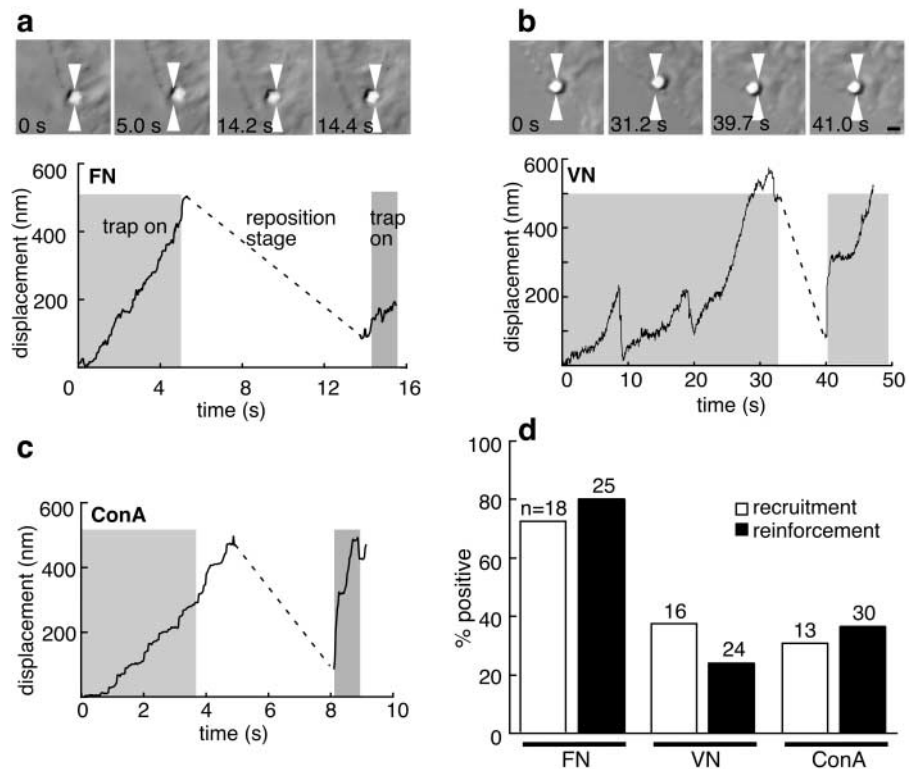 a
0 s 5.0 s 14.2 s 14.4 s
FN
trap on
reposition
stage
trap
on
displacement (nm)
600
400
200
0
0 4 8 12 16
time (s)
b
0 s 31.2 s 39.7 s 41.0 s
VN
displacement (nm)
600
400
200
0
0 10 20 30 40 50
time (s)
c
ConA
displacement (nm)
600
400
200
0 2 4 6 8 10
time (s)
d
% positive
100
80
60
40
20
0
n=18 25
16 24
13 30
recruitment
reinforcement
FN VN ConA